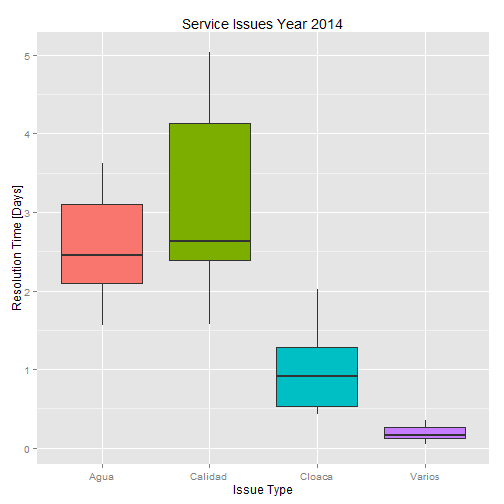 Service Issues Year 2014
Resolution Time [Days]
5
4
3
2
1
0
Agua Calidad Cloaca Varios
Issue Type